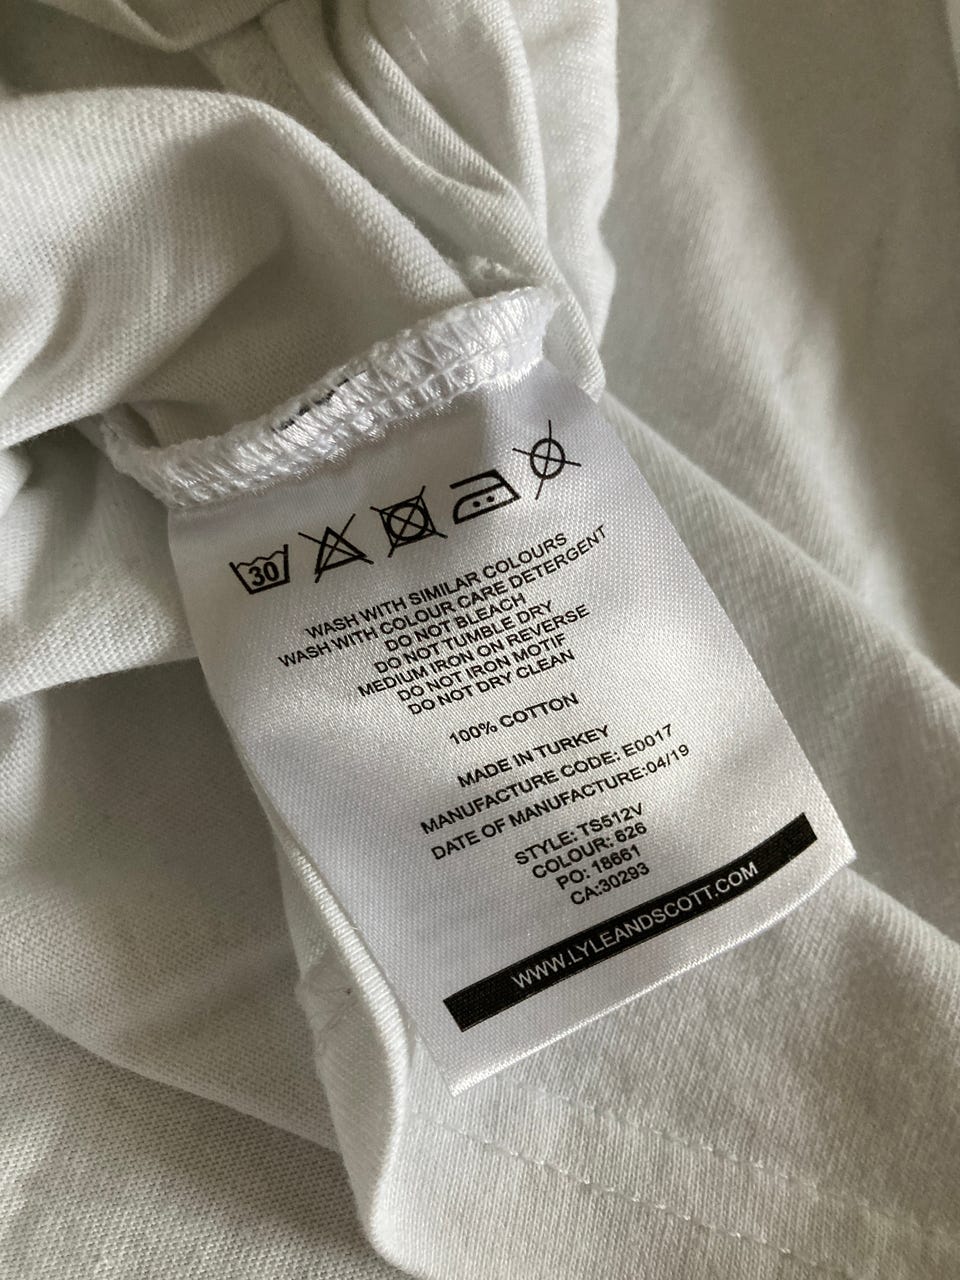 30
WASH WITH SIMILAR COLOURS
WASH WITH COLOUR CARE DETERGENT
DO NOT BLEACH
DO NOT TUMBLE DRY
MEDIUM IRON ON REVERSE
DO NOT IRON MOTIF
DO NOT DRY CLEAN
100% COTTON
MADE IN TURKEY
MANUFACTURE CODE: E0017
DATE OF MANUFACTURE:04/19
STYLE: TS512V
COLOUR: 626
PO: 18661
CA:30293
WWW.LYLEANDSCOTT.COM